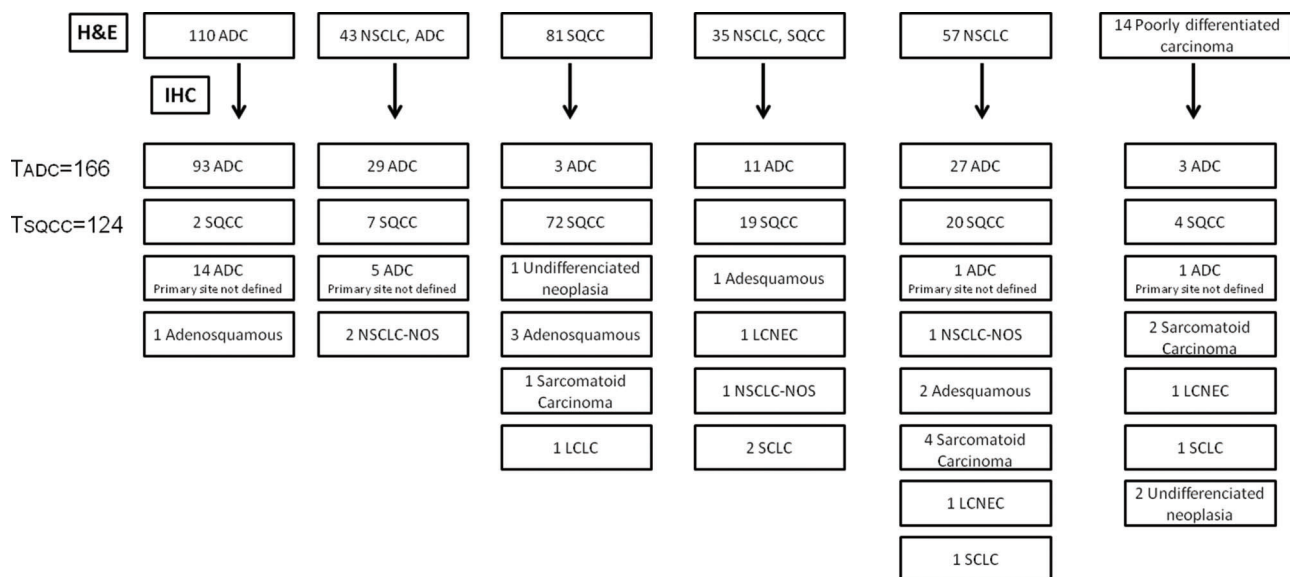 H&E
110 ADC
43 NSCLC, ADC
81 SQCC
35 NSCLC, SQCC
57 NSCLC
14 Poorly differentiated
carcinoma
IHC
TADC=166
93 ADC
29 ADC
3 ADC
11 ADC
27 ADC
3 ADC
TSQCC=124
2 SQCC
7 SQCC
72 SQCC
19 SQCC
20 SQCC
4 SQCC
14 ADC
Primary site not defined
5 ADC
Primary site not defined
1 Undifferenciated
neoplasia
1 Adesquamous
1 ADC
Primary site not defined
1 ADC
Primary site not defined
1 Adenosquamous
2 NSCLC-NOS
3 Adenosquamous
1 LCNEC
1 NSCLC-NOS
2 Sarcomatoid
Carcinoma
1 Sarcomatoid
Carcinoma
1 NSCLC-NOS
2 Adesquamous
1 LCNEC
1 LCLC
2 SCLC
4 Sarcomatoid
Carcinoma
1 SCLC
1 LCNEC
2 Undifferenciated
neoplasia
1 SCLC